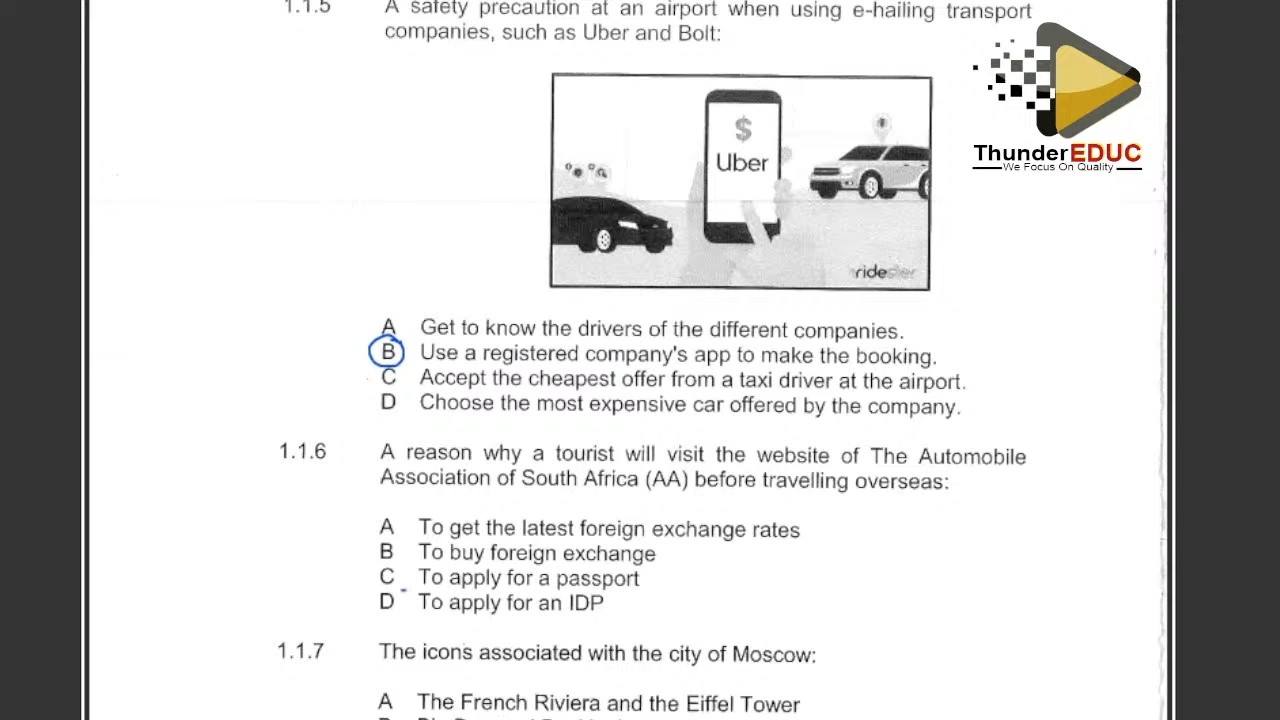 1.1.5 A safety precaution at an airport when using e-hailing transport
companies, such as Uber and Bolt:
ThunderEDUC
We Focus On Quality
$
Uber
ride
A Get to know the drivers of the different companies.
B Use a registered company's app to make the booking.
C Accept the cheapest offer from a taxi driver at the airport.
D Choose the most expensive car offered by the company.
1.1.6 A reason why a tourist will visit the website of The Automobile
Association of South Africa (AA) before travelling overseas:
A To get the latest foreign exchange rates
B To buy foreign exchange
C To apply for a passport
D To apply for an IDP
1.1.7 The icons associated with the city of Moscow:
A The French Riviera and the Eiffel Tower